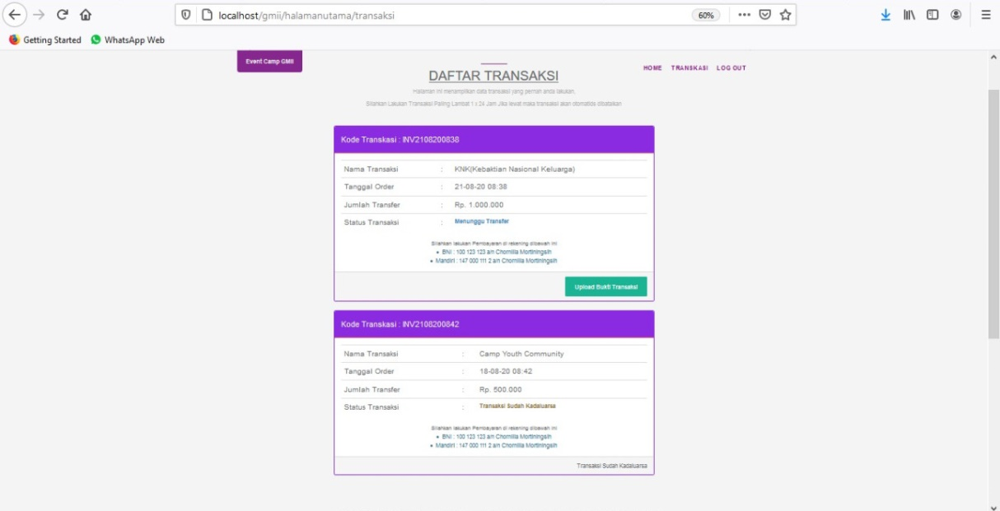 localhost/gmii/halamanutama/transaksi
60%
Getting Started
WhatsApp Web
Event Camp GMII
HOME TRANSKASI LOG OUT
DAFTAR TRANSAKSI
Halaman ini menampilkan data transaksi yang pernah anda lakukan.
Silahkan Lakukan Transaksi Paling Lambat 1 x 24 Jam Jika lewat maka transaksi akan otomatids dibatalkan
Kode Transkasi : INV2108200838
Nama Transaksi : KNK(Kebaktian Nasional Keluarga)
Tanggal Order : 21-08-20 08:38
Jumlah Transfer : Rp. 1.000.000
Status Transaksi : Menunggu Transfer
Silahkan lakukan Pembayaran di rekening dibawah ini
• BNI : 100 123 123 a/n Chornilla Mortiningsih
• Mandiri : 147 000 111 2 a/n Chornilla Mortiningsih
Upload Bukti Transaksi
Kode Transkasi : INV2108200842
Nama Transaksi : Camp Youth Community
Tanggal Order : 18-08-20 08:42
Jumlah Transfer : Rp. 500.000
Status Transaksi : Transaksi Sudah Kadaluarsa
Silahkan lakukan Pembayaran di rekening dibawah ini
• BNI : 100 123 123 a/n Chornilla Mortiningsih
• Mandiri : 147 000 111 2 a/n Chornilla Mortiningsih
Transaksi Sudah Kadaluarsa